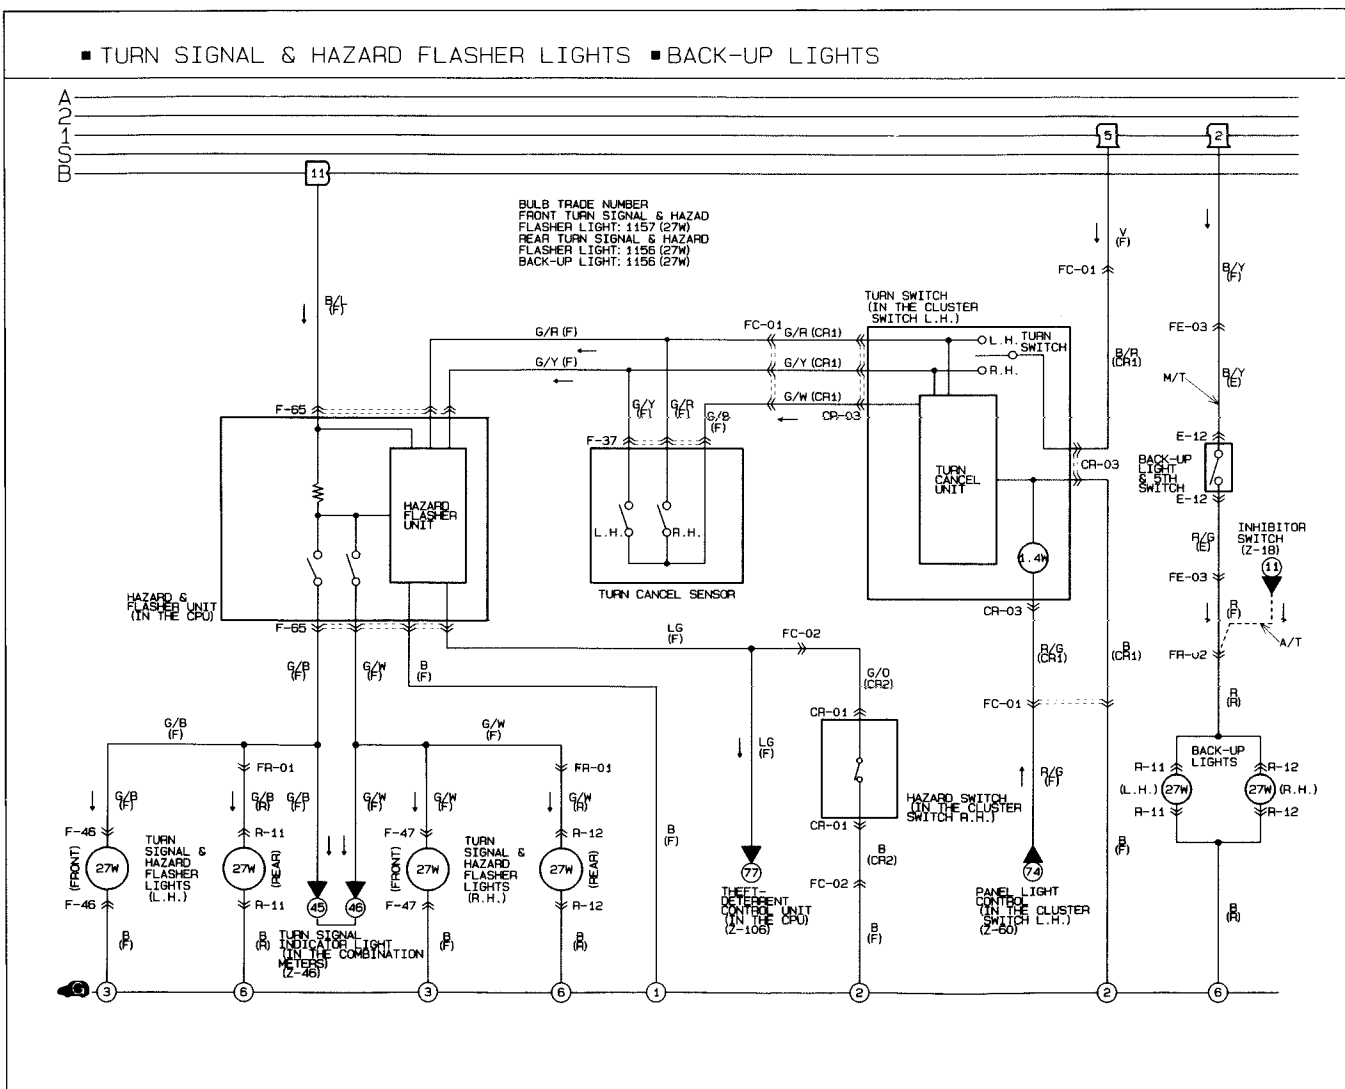 ■ TURN SIGNAL & HAZARD FLASHER LIGHTS ■ BACK-UP LIGHTS
A
2
1
S
B
11
5
2
BULB TRADE NUMBER
FRONT TURN SIGNAL & HAZAD
FLASHER LIGHT: 1157 (27W)
REAR TURN SIGNAL & HAZARD
FLASHER LIGHT: 1156 (27W)
BACK-UP LIGHT: 1156 (27W)
V
(F)
FC-01
B/Y
(F)
B/L
(F)
TURN SWITCH
(IN THE CLUSTER
SWITCH L.H.)
G/R (F)
FC-01
G/R (CR1)
L.H.
TURN
SWITCH
FE-03
G/Y (F)
G/Y (CR1)
R.H.
B/R
(CR1)
M/T
B/Y
(E)
F-65
G/Y
(F)
G/R
(F)
G/B
(F)
G/W (CR1)
CR-03
F-37
E-12
CR-03
BACK-UP
LIGHT
& 5TH
SWITCH
E-12
HAZARD
FLASHER
UNIT
TURN
CANCEL
UNIT
L.H.
R.H.
R/G
(E)
INHIBITOR
SWITCH
(Z-18)
11
1.4W
FE-03
HAZARD &
FLASHER UNIT
(IN THE CPU)
TURN CANCEL SENSOR
CR-03
F-65
LG
(F)
FC-02
R
(F)
A/T
G/B
(F)
G/W
(F)
B
(F)
R/G
(CR1)
B
(CR1)
FR-02
G/O
(CR2)
FC-01
R
(R)
CR-01
G/B
(F)
G/W
(F)
LG
(F)
BACK-UP
LIGHTS
FR-01
FR-01
R/G
(F)
R-11
R-12
(L.H.)
27W
27W
(R.H.)
R-11
R-12
G/B
(F)
G/B
(R)
G/B
(F)
G/W
(F)
G/W
(F)
G/W
(R)
HAZARD SWITCH
(IN THE CLUSTER
SWITCH R.H.)
CR-01
F-46
R-11
F-47
R-12
B
(F)
B
(CR2)
B
(F)
(FRONT)
27W
TURN
SIGNAL &
HAZARD
FLASHER
LIGHTS
(L.H.)
27W
(REAR)
(FRONT)
27W
TURN
SIGNAL &
HAZARD
FLASHER
LIGHTS
(R.H.)
27W
(REAR)
77
74
FC-02
F-46
R-11
45
46
F-47
R-12
THEFT-
DETERRENT
CONTROL UNIT
(IN THE CPU)
(Z-106)
PANEL LIGHT
CONTROL
(IN THE CLUSTER
SWITCH L.H.)
(Z-60)
B
(F)
B
(R)
TURN SIGNAL
INDICATOR LIGHT
(IN THE COMBINATION
METERS)
(Z-46)
B
(F)
B
(R)
B
(F)
B
(R)
G
3
6
3
6
1
2
2
6